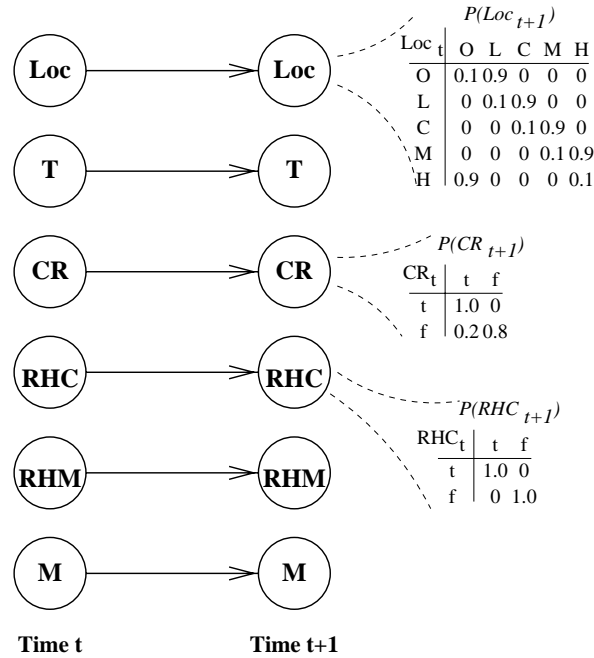 P(Loc t+1)
Loc t O L C M H
O 0.1 0.9 0 0 0
L 0 0.1 0.9 0 0
C 0 0 0.1 0.9 0
M 0 0 0 0.1 0.9
H 0.9 0 0 0 0.1
Loc Loc
T T
CR CR
P(CR t+1)
CR t t f
t 1.0 0
f 0.2 0.8
RHC RHC
P(RHC t+1)
RHC t t f
t 1.0 0
f 0 1.0
RHM RHM
M M
Time t Time t+1